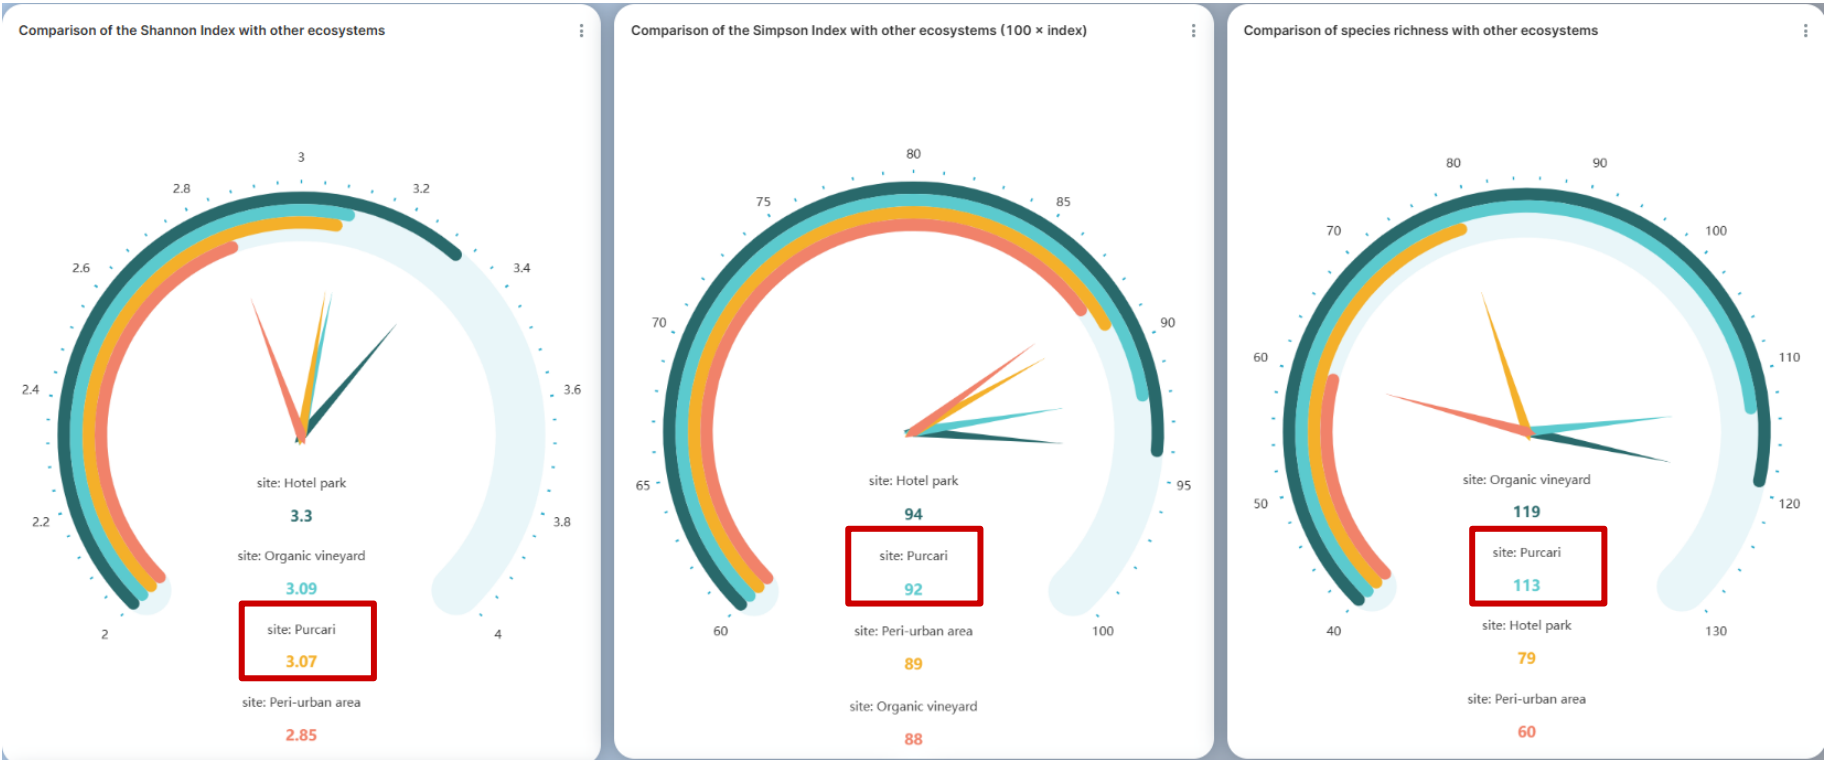 Comparison of the Shannon Index with other ecosystems
2
2.2
2.4
2.6
2.8
3
3.2
3.4
3.6
3.8
4
site: Hotel park
3.3
site: Organic vineyard
3.09
site: Purcari
3.07
site: Peri-urban area
2.85
Comparison of the Simpson Index with other ecosystems (100 × index)
60
65
70
75
80
85
90
95
100
site: Hotel park
94
site: Purcari
92
site: Peri-urban area
89
site: Organic vineyard
88
Comparison of species richness with other ecosystems
40
50
60
70
80
90
100
110
120
130
site: Organic vineyard
119
site: Purcari
113
site: Hotel park
79
site: Peri-urban area
60